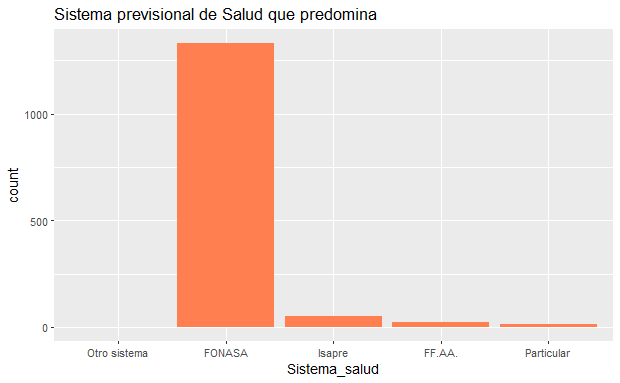 Sistema previsional de Salud que predomina
count
1000
500
0
Otro sistema
FONASA
Isapre
FF.AA.
Particular
Sistema_salud